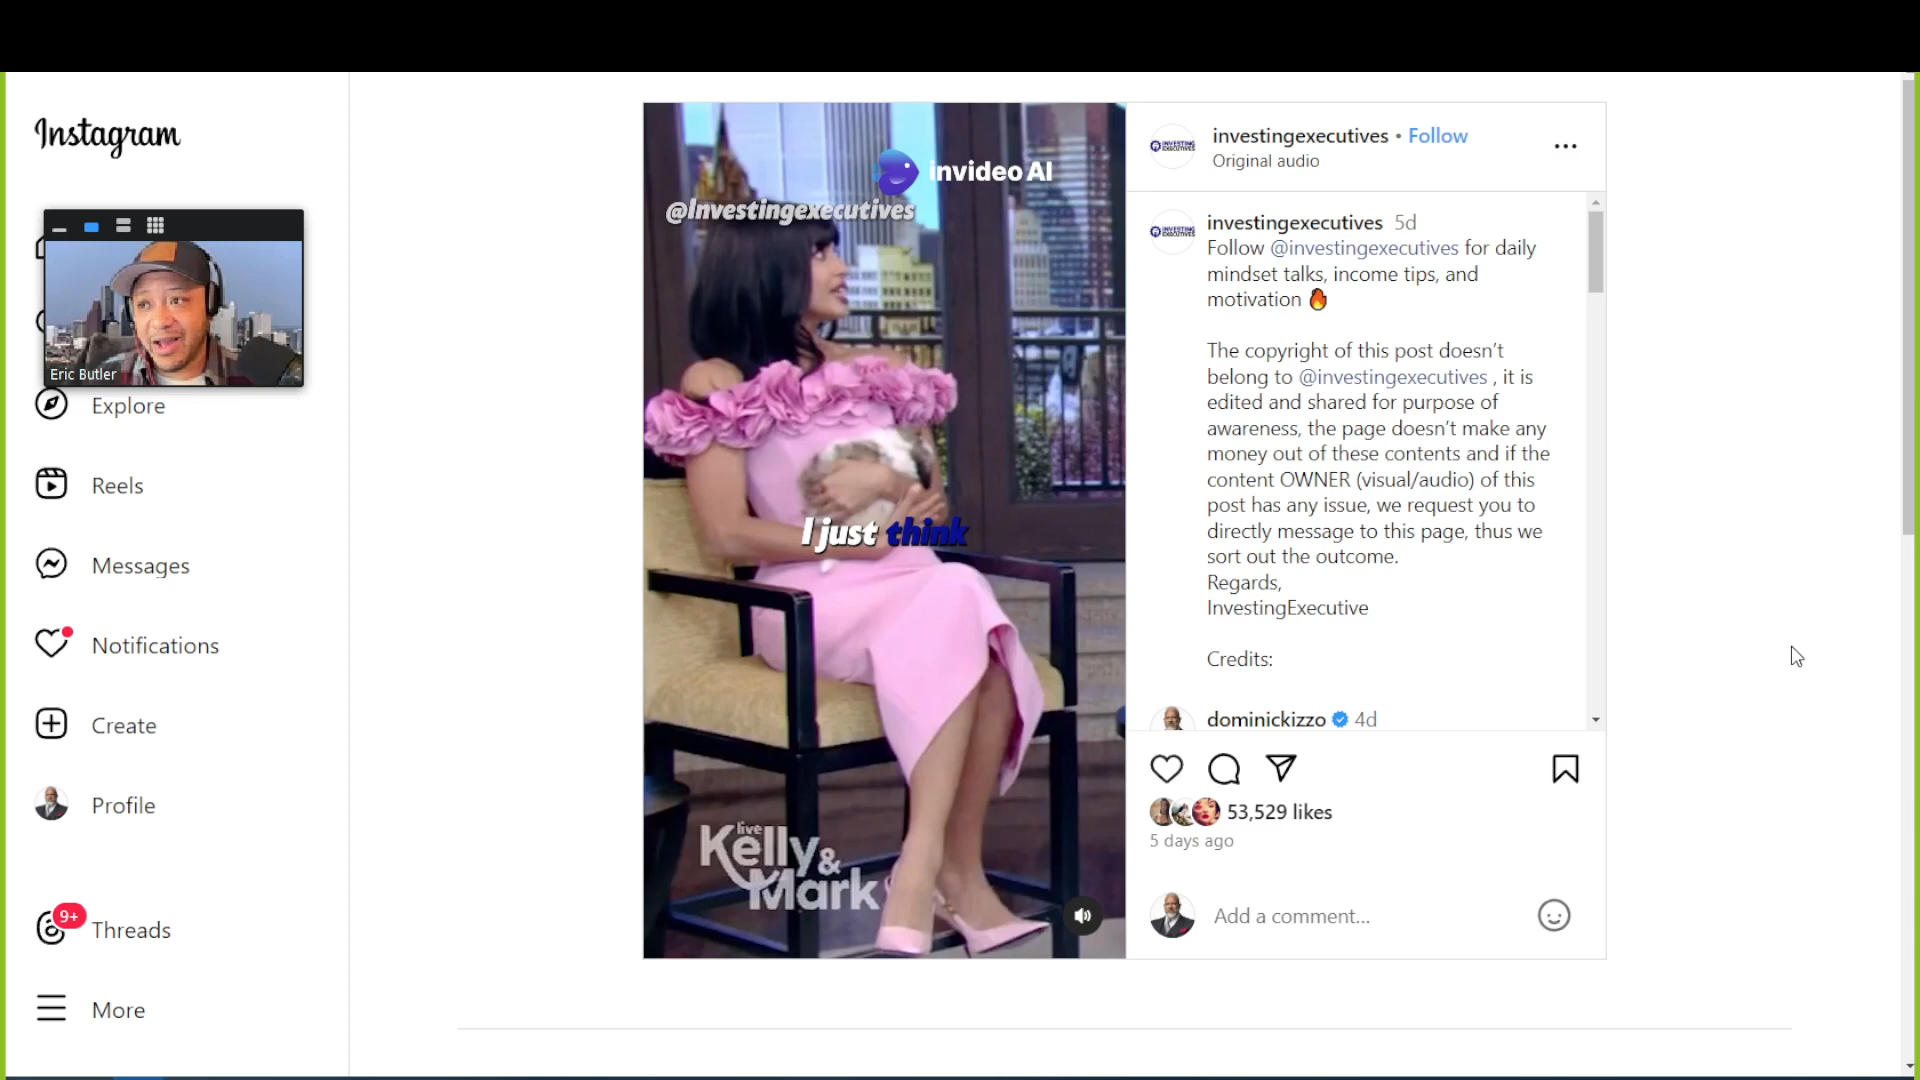 Instagram
Eric Butler
Explore
Reels
Messages
Notifications
Create
Profile
9+
Threads
More
invideo AI
@Investingexecutives
I just think
live
Kelly &
Mark
INVESTING
EXECUTIVES
investingexecutives • Follow
Original audio
INVESTING
EXECUTIVES
investingexecutives 5d
Follow @investingexecutives for daily
mindset talks, income tips, and
motivation 🔥
The copyright of this post doesn’t
belong to @investingexecutives , it is
edited and shared for purpose of
awareness, the page doesn’t make any
money out of these contents and if the
content OWNER (visual/audio) of this
post has any issue, we request you to
directly message to this page, thus we
sort out the outcome.
Regards,
InvestingExecutive
Credits:
dominickizzo 4d
53,529 likes
5 days ago
Add a comment...